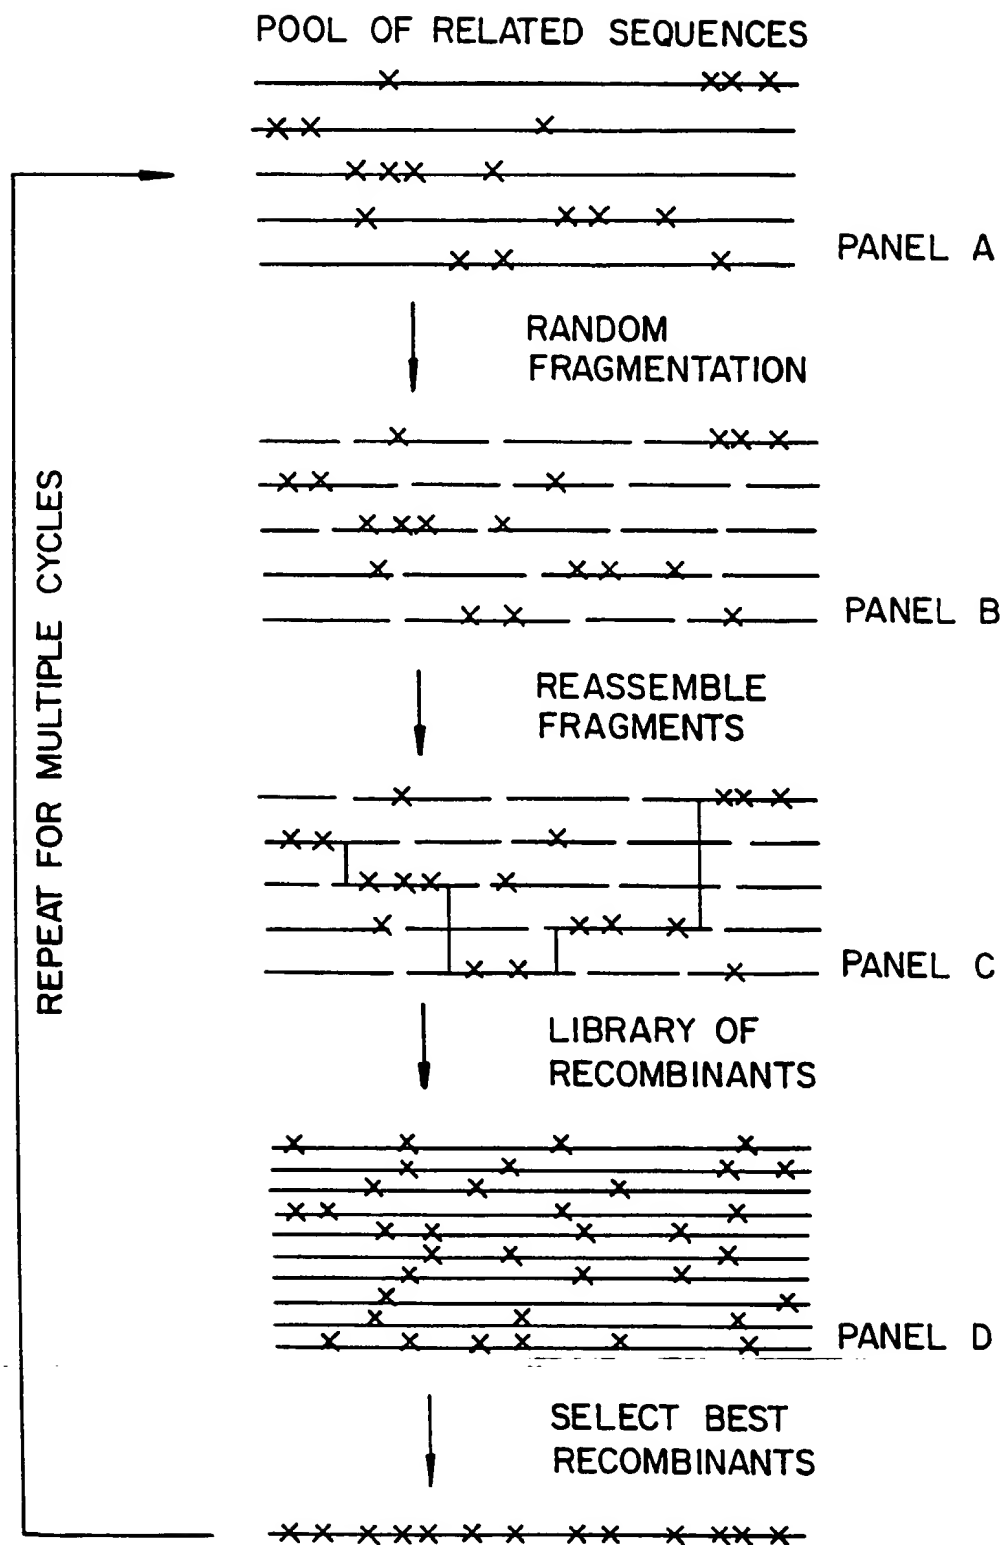 POOL OF RELATED SEQUENCES
PANEL A
RANDOM
FRAGMENTATION
PANEL B
REASSEMBLE
FRAGMENTS
PANEL C
LIBRARY OF
RECOMBINANTS
PANEL D
SELECT BEST
RECOMBINANTS
REPEAT FOR MULTIPLE CYCLES